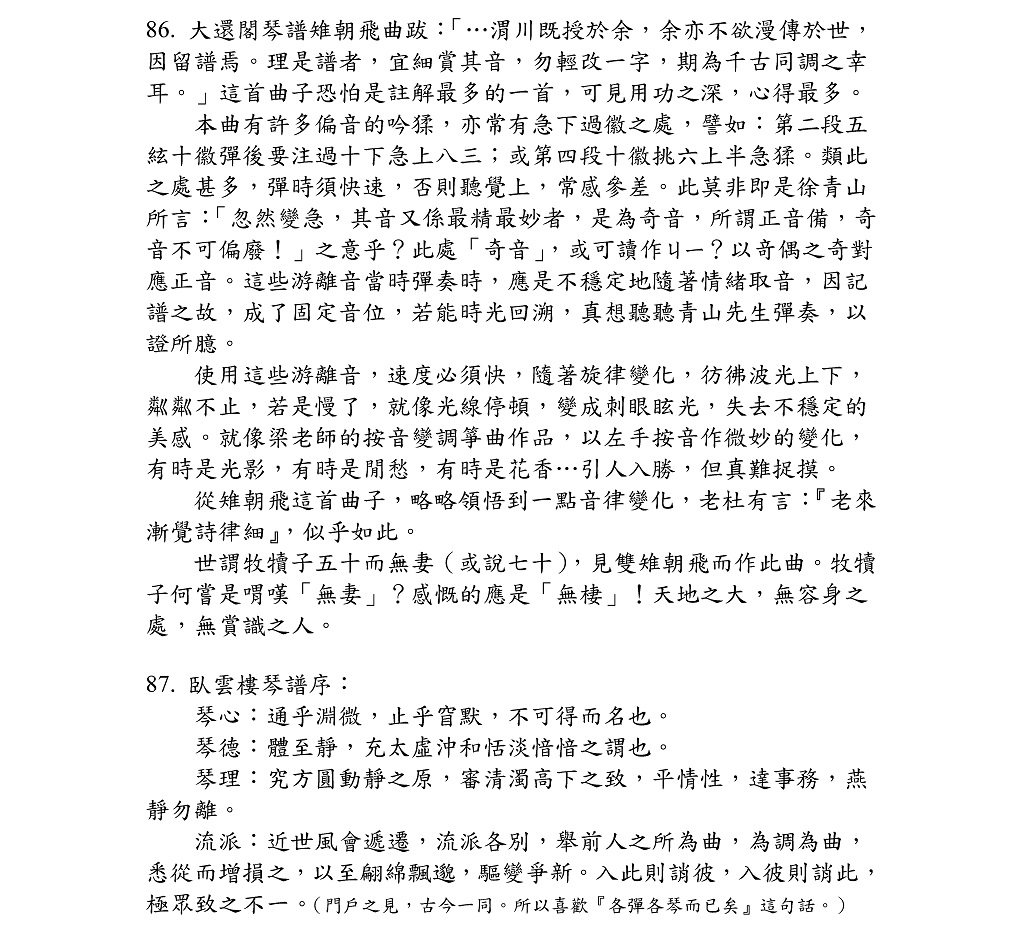 86. 大還閣琴譜雉朝飛曲跋：「…渭川既授於余，余亦不欲漫傳於世，
因留譜焉。理是譜者，宜細賞其音，勿輕改一字，期為千古同調之幸
耳。」這首曲子恐怕是註解最多的一首，可見用功之深，心得最多。
本曲有許多偏音的吟猱，亦常有急下過徽之處，譬如：第二段五
絃十徽彈後要注過十下急上八三；或第四段十徽挑六上半急猱。類此
之處甚多，彈時須快速，否則聽覺上，常感參差。此莫非即是徐青山
所言：「忽然變急，其音又係最精最妙者，是為奇音，所謂正音備，奇
音不可偏廢！」之意乎？此處「奇音」，或可讀作ㄐㄧ？以奇偶之奇對
應正音。這些游離音當時彈奏時，應是不穩定地隨著情緒取音，因記
譜之故，成了固定音位，若能時光回溯，真想聽聽青山先生彈奏，以
證所臆。
使用這些游離音，速度必須快，隨著旋律變化，彷彿波光上下，
粼粼不止，若是慢了，就像光線停頓，變成刺眼眩光，失去不穩定的
美感。就像梁老師的按音變調箏曲作品，以左手按音作微妙的變化，
有時是光影，有時是閒愁，有時是花香…引人入勝，但真難捉摸。
從雉朝飛這首曲子，略略領悟到一點音律變化，老杜有言：『老來
漸覺詩律細』，似乎如此。
世謂牧犢子五十而無妻（或說七十），見雙雉朝飛而作此曲。牧犢
子何嘗是喟嘆「無妻」？感慨的應是「無棲」！天地之大，無容身之
處，無賞識之人。
87. 臥雲樓琴譜序：
琴心：通乎淵微，止乎窅默，不可得而名也。
琴德：體至靜，充太虛沖和恬淡愔愔之謂也。
琴理：究方圓動靜之原，審清濁高下之致，平情性，達事務，燕
靜勿離。
流派：近世風會遞遷，流派各別，舉前人之所為曲，為調為曲，
悉從而增損之，以至翩綿飄邈，驅變爭新。入此則誚彼，入彼則誚此，
極眾致之不一。（門戶之見，古今一同。所以喜歡『各彈各琴而已矣』這句話。）